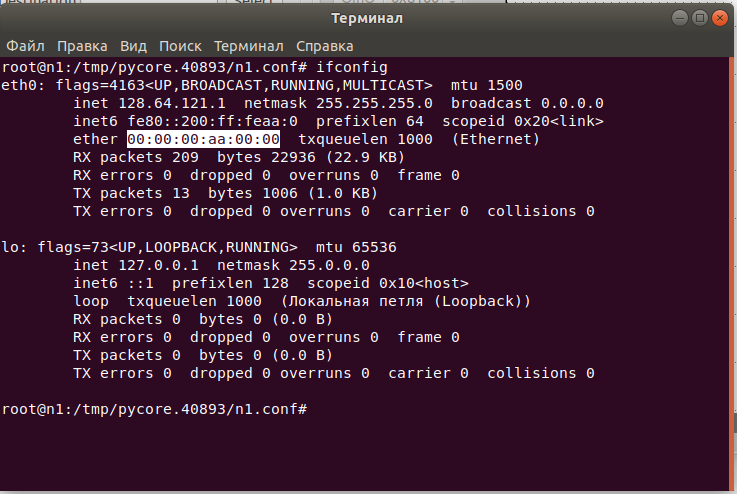 Терминал
Файл Правка Вид Поиск Терминал Справка
root@n1:/tmp/pycore.40893/n1.conf# ifconfig
eth0: flags=4163<UP,BROADCAST,RUNNING,MULTICAST>  mtu 1500
        inet 128.64.121.1  netmask 255.255.255.0  broadcast 0.0.0.0
        inet6 fe80::200:ff:feaa:0  prefixlen 64  scopeid 0x20<link>
        ether 00:00:00:aa:00:00  txqueuelen 1000  (Ethernet)
        RX packets 209  bytes 22936 (22.9 KB)
        RX errors 0  dropped 0  overruns 0  frame 0
        TX packets 13  bytes 1006 (1.0 KB)
        TX errors 0  dropped 0 overruns 0  carrier 0  collisions 0
lo: flags=73<UP,LOOPBACK,RUNNING>  mtu 65536
        inet 127.0.0.1  netmask 255.0.0.0
        inet6 ::1  prefixlen 128  scopeid 0x10<host>
        loop  txqueuelen 1000  (Локальная петля (Loopback))
        RX packets 0  bytes 0 (0.0 B)
        RX errors 0  dropped 0  overruns 0  frame 0
        TX packets 0  bytes 0 (0.0 B)
        TX errors 0  dropped 0 overruns 0  carrier 0  collisions 0
root@n1:/tmp/pycore.40893/n1.conf#